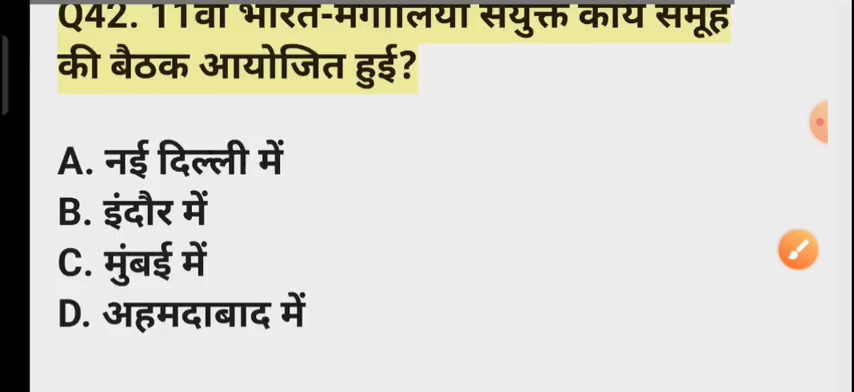 Q42. 11वीं भारत-मंगोलिया संयुक्त कार्य समूह
की बैठक आयोजित हुई?
A. नई दिल्ली में
B. इंदौर में
C. मुंबई में
D. अहमदाबाद में